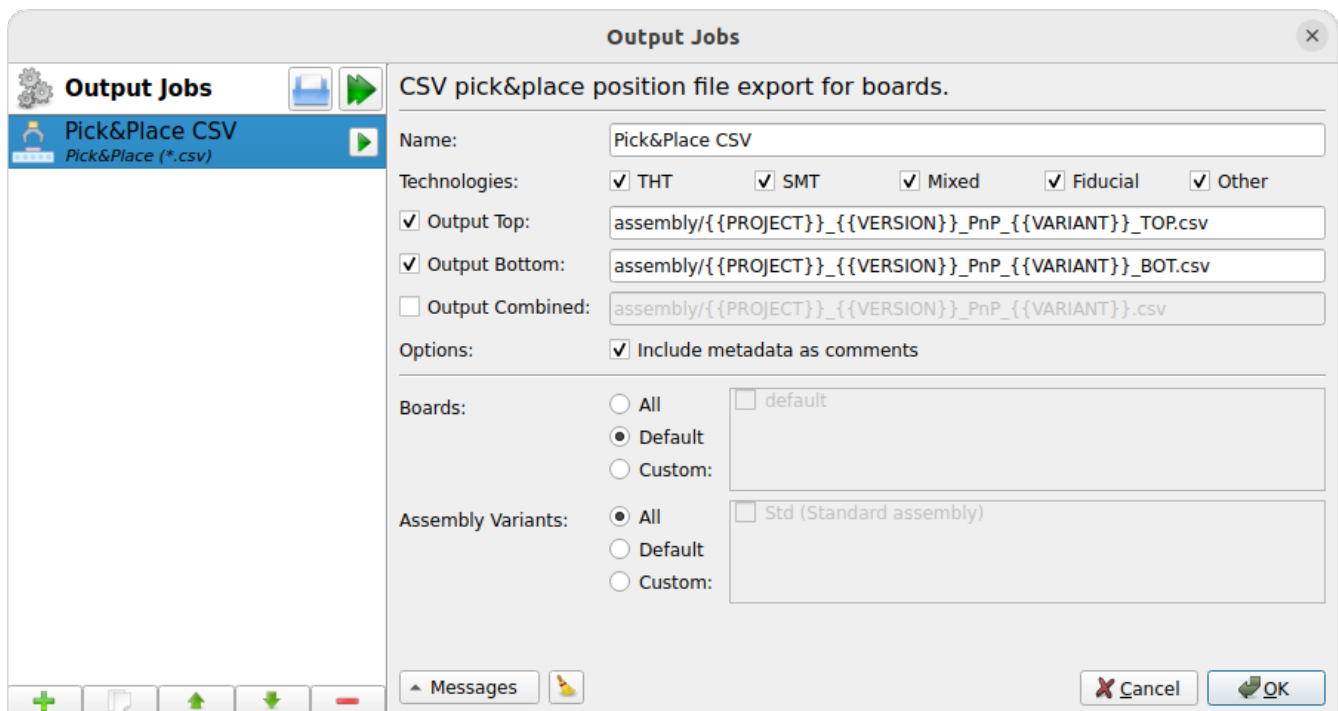 Output Jobs
Output Jobs
Pick&Place CSV
Pick&Place (*.csv)
CSV pick&place position file export for boards.
Name: Pick&Place CSV
Technologies: THT SMT Mixed Fiducial Other
Output Top: assembly/{{PROJECT}}_{{VERSION}}_PnP_{{VARIANT}}_TOP.csv
Output Bottom: assembly/{{PROJECT}}_{{VERSION}}_PnP_{{VARIANT}}_BOT.csv
Output Combined: assembly/{{PROJECT}}_{{VERSION}}_PnP_{{VARIANT}}.csv
Options: Include metadata as comments
Boards: All default
Default
Custom:
Assembly Variants: All Std (Standard assembly)
Default
Custom:
Messages Cancel OK